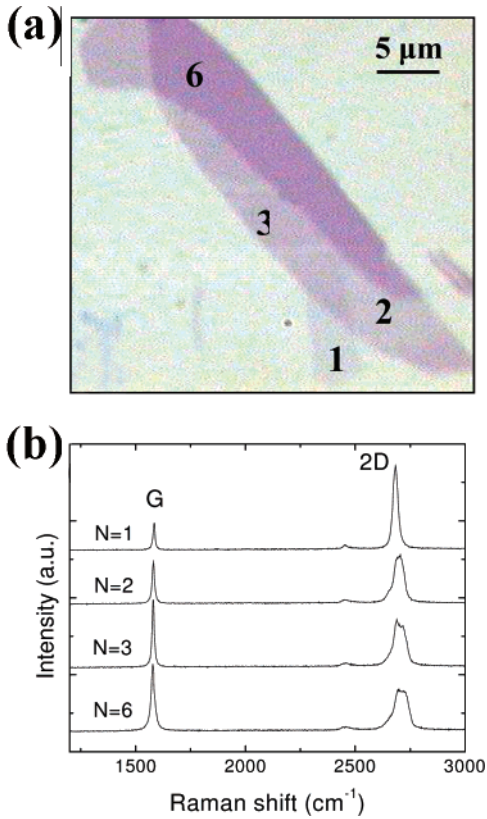 (a)
5 μm
6
3
2
1
(b)
2D
G
N=1
N=2
N=3
N=6
Intensity (a.u.)
1500 2000 2500 3000
Raman shift (cm⁻¹)